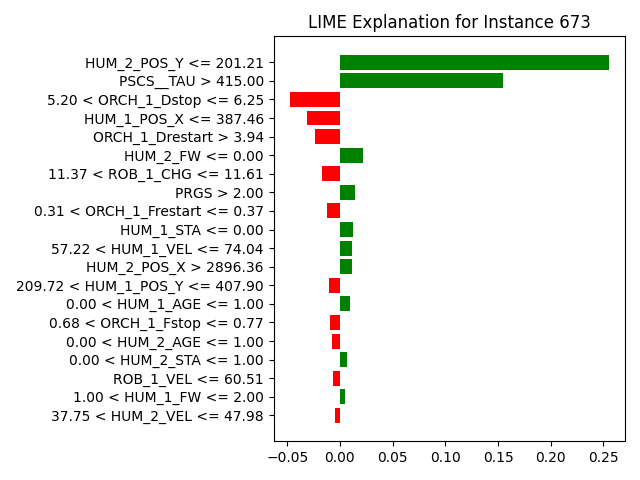 LIME Explanation for Instance 673
HUM_2_POS_Y <= 201.21
PSCS__TAU > 415.00
5.20 < ORCH_1_Dstop <= 6.25
HUM_1_POS_X <= 387.46
ORCH_1_Drestart > 3.94
HUM_2_FW <= 0.00
11.37 < ROB_1_CHG <= 11.61
PRGS > 2.00
0.31 < ORCH_1_Frestart <= 0.37
HUM_1_STA <= 0.00
57.22 < HUM_1_VEL <= 74.04
HUM_2_POS_X > 2896.36
209.72 < HUM_1_POS_Y <= 407.90
0.00 < HUM_1_AGE <= 1.00
0.68 < ORCH_1_Fstop <= 0.77
0.00 < HUM_2_AGE <= 1.00
0.00 < HUM_2_STA <= 1.00
ROB_1_VEL <= 60.51
1.00 < HUM_1_FW <= 2.00
37.75 < HUM_2_VEL <= 47.98
−0.05 0.00 0.05 0.10 0.15 0.20 0.25